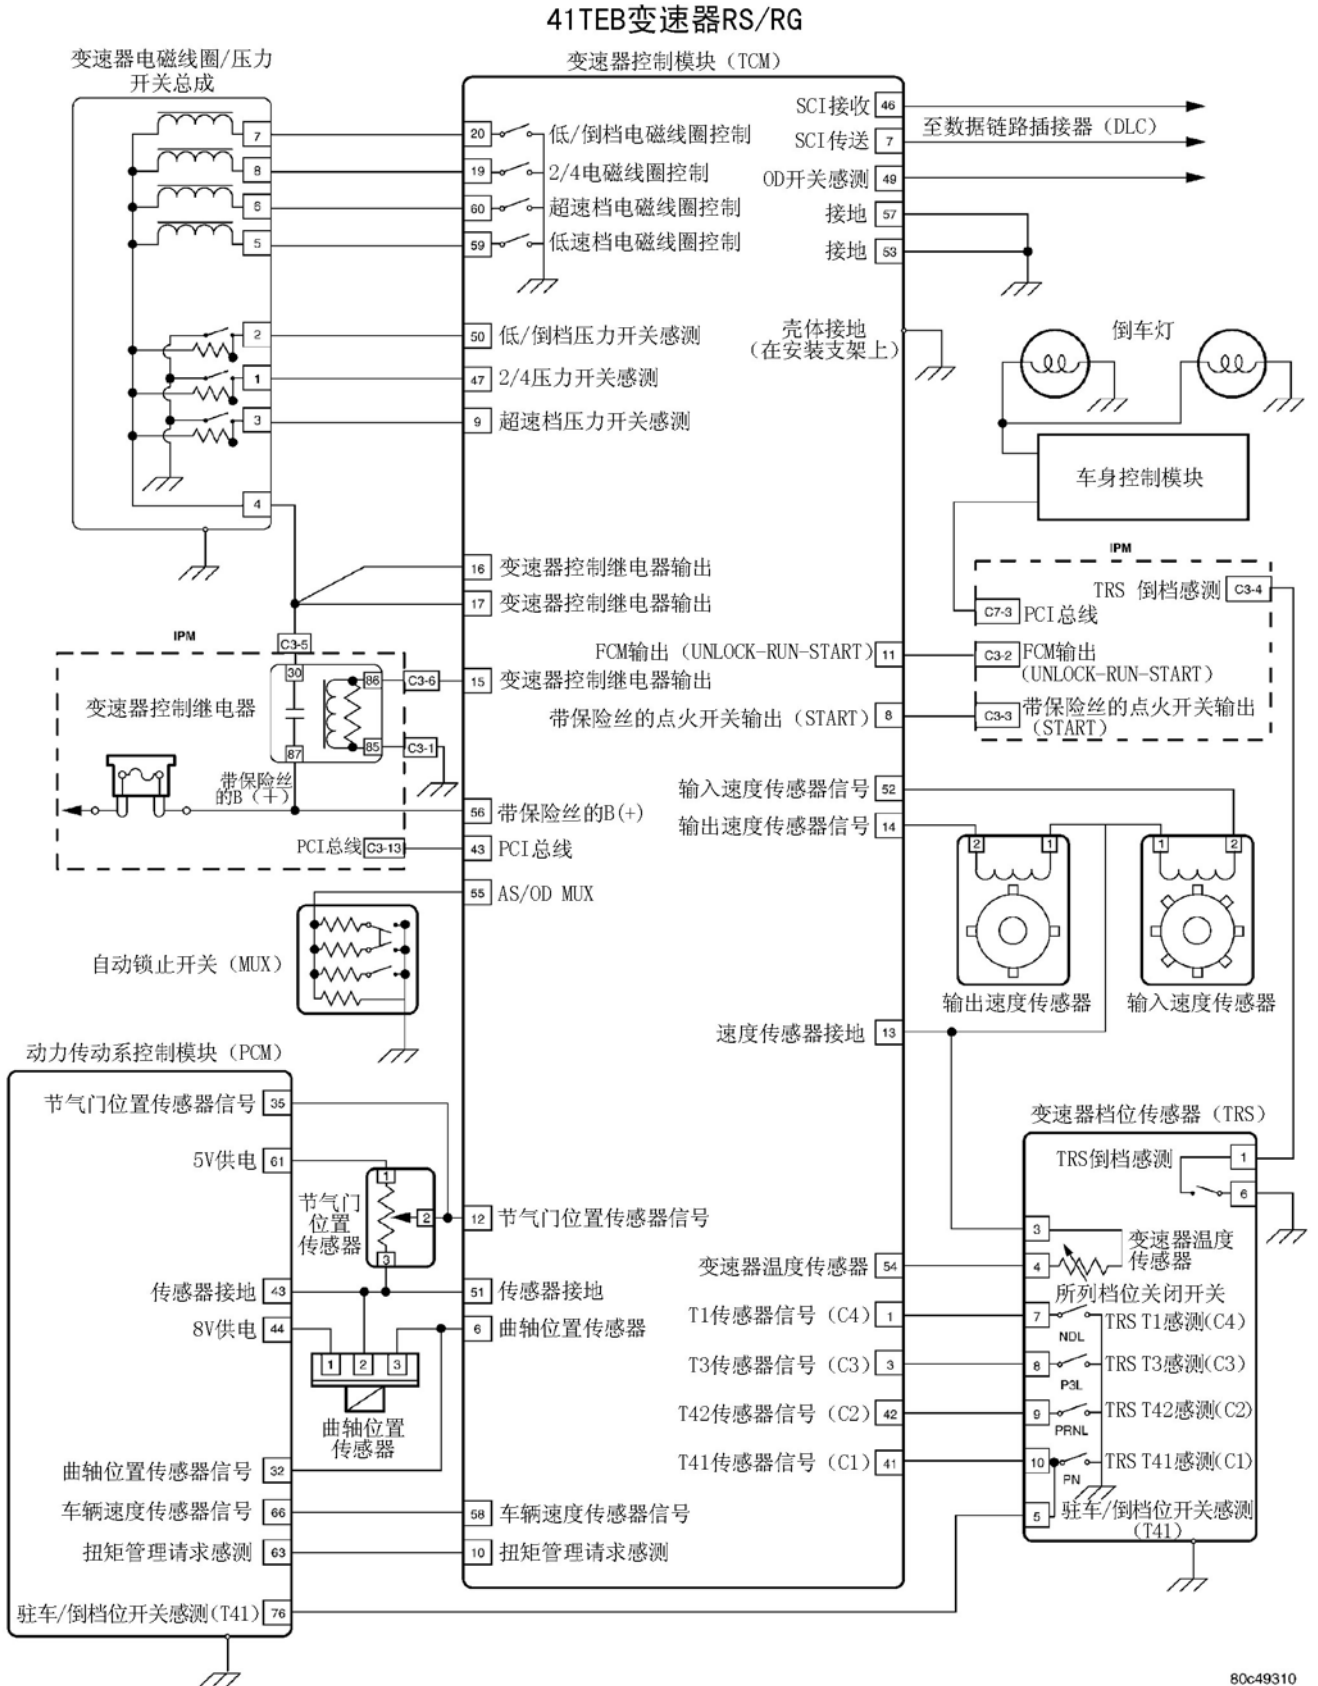 41TEB变速器RS/RG
变速器电磁线圈/压力
开关总成
7
8
6
5
2
1
3
4
变速器控制模块（TCM）
20 低/倒档电磁线圈控制
19 2/4电磁线圈控制
60 超速档电磁线圈控制
59 低速档电磁线圈控制
50 低/倒档压力开关感测
47 2/4压力开关感测
9 超速档压力开关感测
16 变速器控制继电器输出
17 变速器控制继电器输出
15 变速器控制继电器输出
56 带保险丝的B(+)
43 PCI总线
55 AS/OD MUX
12 节气门位置传感器信号
51 传感器接地
6 曲轴位置传感器
58 车辆速度传感器信号
10 扭矩管理请求感测
SCI接收 46
SCI传送 7
OD开关感测 49
接地 57
接地 53
壳体接地
（在安装支架上）
FCM输出（UNLOCK-RUN-START） 11
带保险丝的点火开关输出（START） 8
输入速度传感器信号 52
输出速度传感器信号 14
速度传感器接地 13
变速器温度传感器 54
T1传感器信号（C4） 1
T3传感器信号（C3） 3
T42传感器信号（C2） 42
T41传感器信号（C1） 41
至数据链路插接器（DLC）
倒车灯
车身控制模块
IPM
TRS 倒档感测 C3-4
C7-3 PCI总线
C3-2 FCM输出
(UNLOCK-RUN-START)
C3-3 带保险丝的点火开关输出
（START）
2 1
1 2
输出速度传感器
输入速度传感器
IPM
C3-5
30
86 C3-6
85 C3-1
87
变速器控制继电器
带保险丝
的B（+）
PCI总线 C3-13
自动锁止开关（MUX）
动力传动系控制模块（PCM）
节气门位置传感器信号 35
5V供电 61
传感器接地 43
8V供电 44
曲轴位置传感器信号 32
车辆速度传感器信号 66
扭矩管理请求感测 63
驻车/倒档位开关感测(T41) 76
节气门
位置
传感器
1
2
3
1 2 3
曲轴位置
传感器
变速器档位传感器（TRS）
TRS倒档感测 1
6
3
4
变速器温度
传感器
所列档位关闭开关
7 TRS T1感测(C4)
NDL
8 TRS T3感测(C3)
P3L
9 TRS T42感测(C2)
PRNL
10 TRS T41感测(C1)
PN
5 驻车/倒档位开关感测
(T41)
80c49310